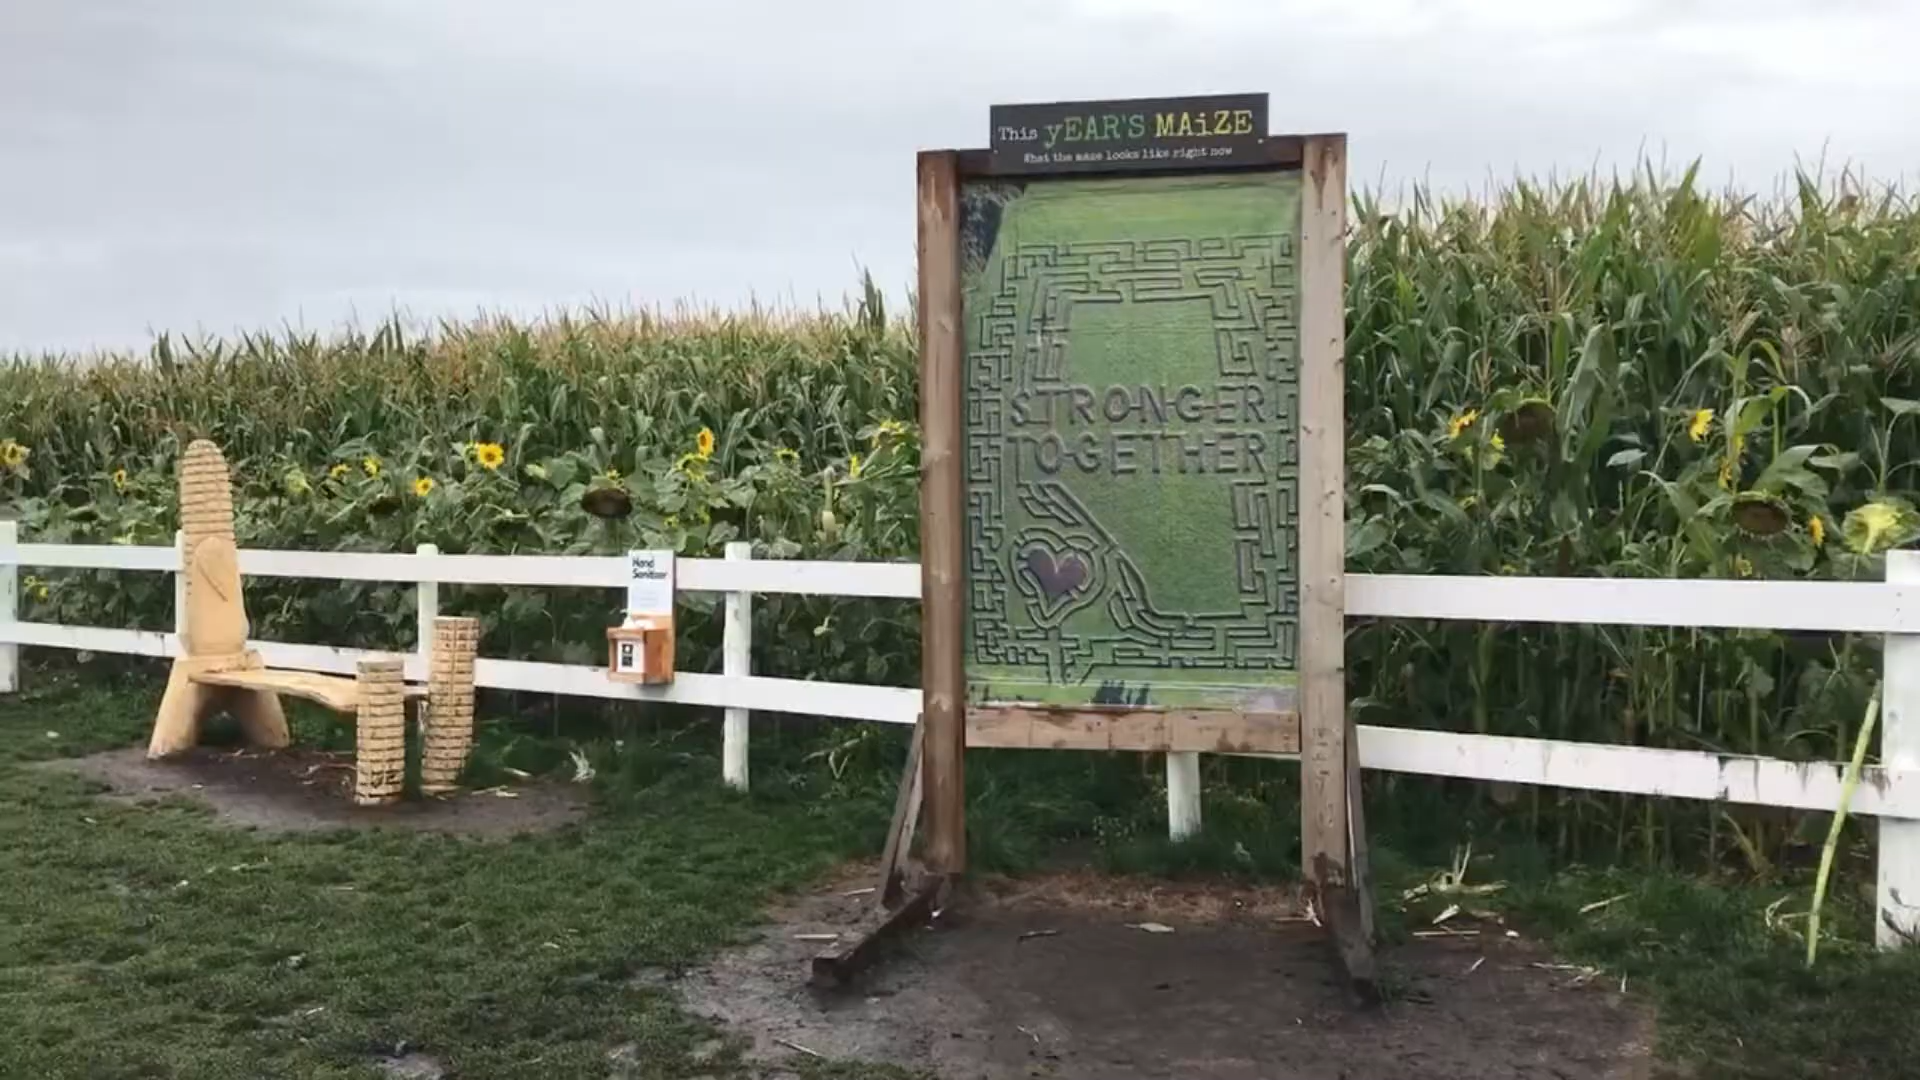 This yEAR'S MAiZE
What the maze looks like right now
STRONGER
TOGETHER
Hand
Sanitizer